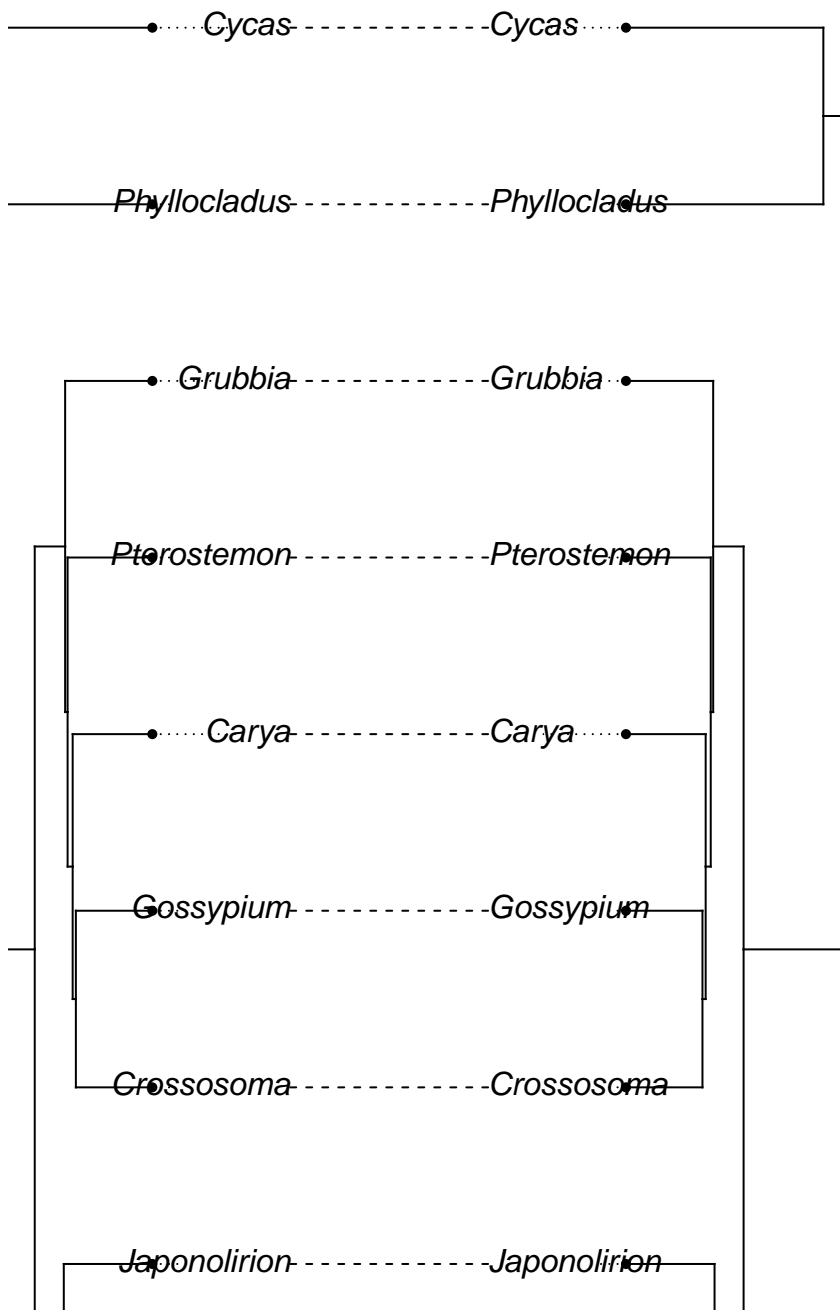 Cycas Cycas
Phyllocladus Phyllocladus
Grubbia Grubbia
Pterostemon Pterostemon
Carya Carya
Gossypium Gossypium
Crossosoma Crossosoma
Japonolirion Japonolirion